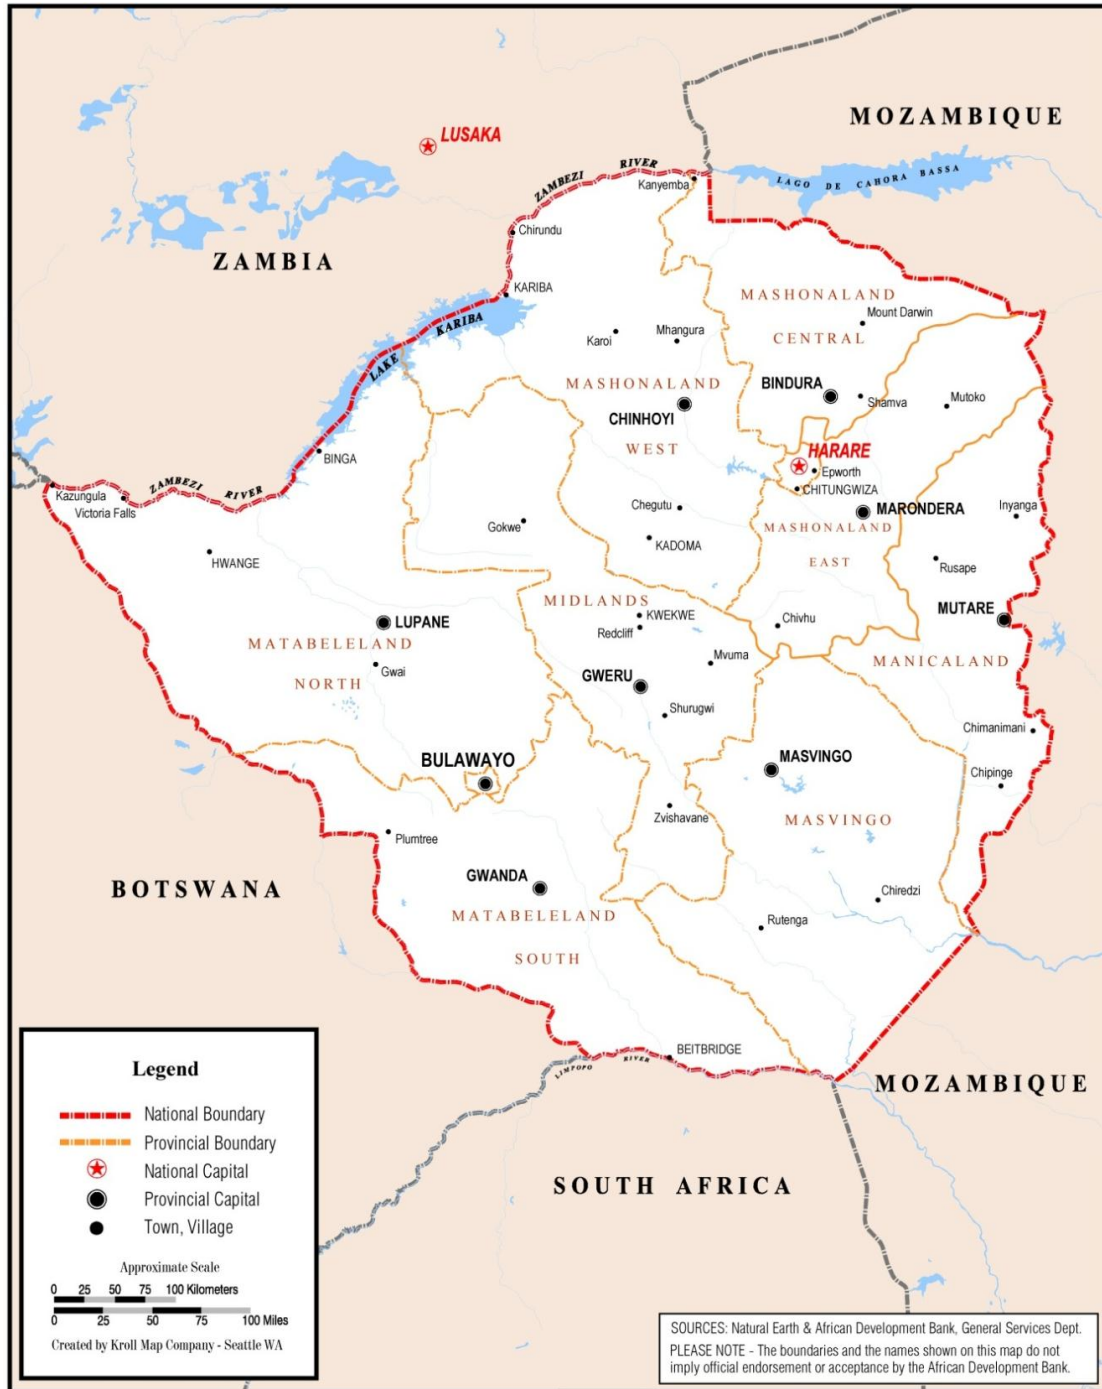 MOZAMBIQUE
LUSAKA
ZAMBEZI RIVER
Kanyemba
LAGO DE CAHORA BASSA
Chirundu
ZAMBIA
KARIBA
LAKE KARIBA
MASHONALAND
CENTRAL
Mount Darwin
Karoi
Mhangura
MASHONALAND
WEST
CHINHOYI
BINDURA
Shamva
Mutoko
HARARE
Epworth
CHITUNGWIZA
BINGA
ZAMBEZI RIVER
Kazungula
Victoria Falls
Gokwe
Chegutu
KADOMA
MARONDERA
MASHONALAND
EAST
Inyanga
HWANGE
Rusape
MIDLANDS
KWEKWE
Redcliff
Chivhu
MUTARE
LUPANE
MATABELELAND
NORTH
Gwai
Mvuma
MANICALAND
GWERU
Shurugwi
Chimanimani
BULAWAYO
MASVINGO
Chipinge
Zvishavane
MASVINGO
Plumtree
BOTSWANA
GWANDA
MATABELELAND
SOUTH
Chiredzi
Rutenga
BEITBRIDGE
LIMPOPO RIVER
MOZAMBIQUE
SOUTH AFRICA
Legend
National Boundary
Provincial Boundary
National Capital
Provincial Capital
Town, Village
Approximate Scale
0 25 50 75 100 Kilometers
0 25 50 75 100 Miles
Created by Kroll Map Company - Seattle WA
SOURCES: Natural Earth & African Development Bank, General Services Dept.
PLEASE NOTE - The boundaries and the names shown on this map do not
imply official endorsement or acceptance by the African Development Bank.